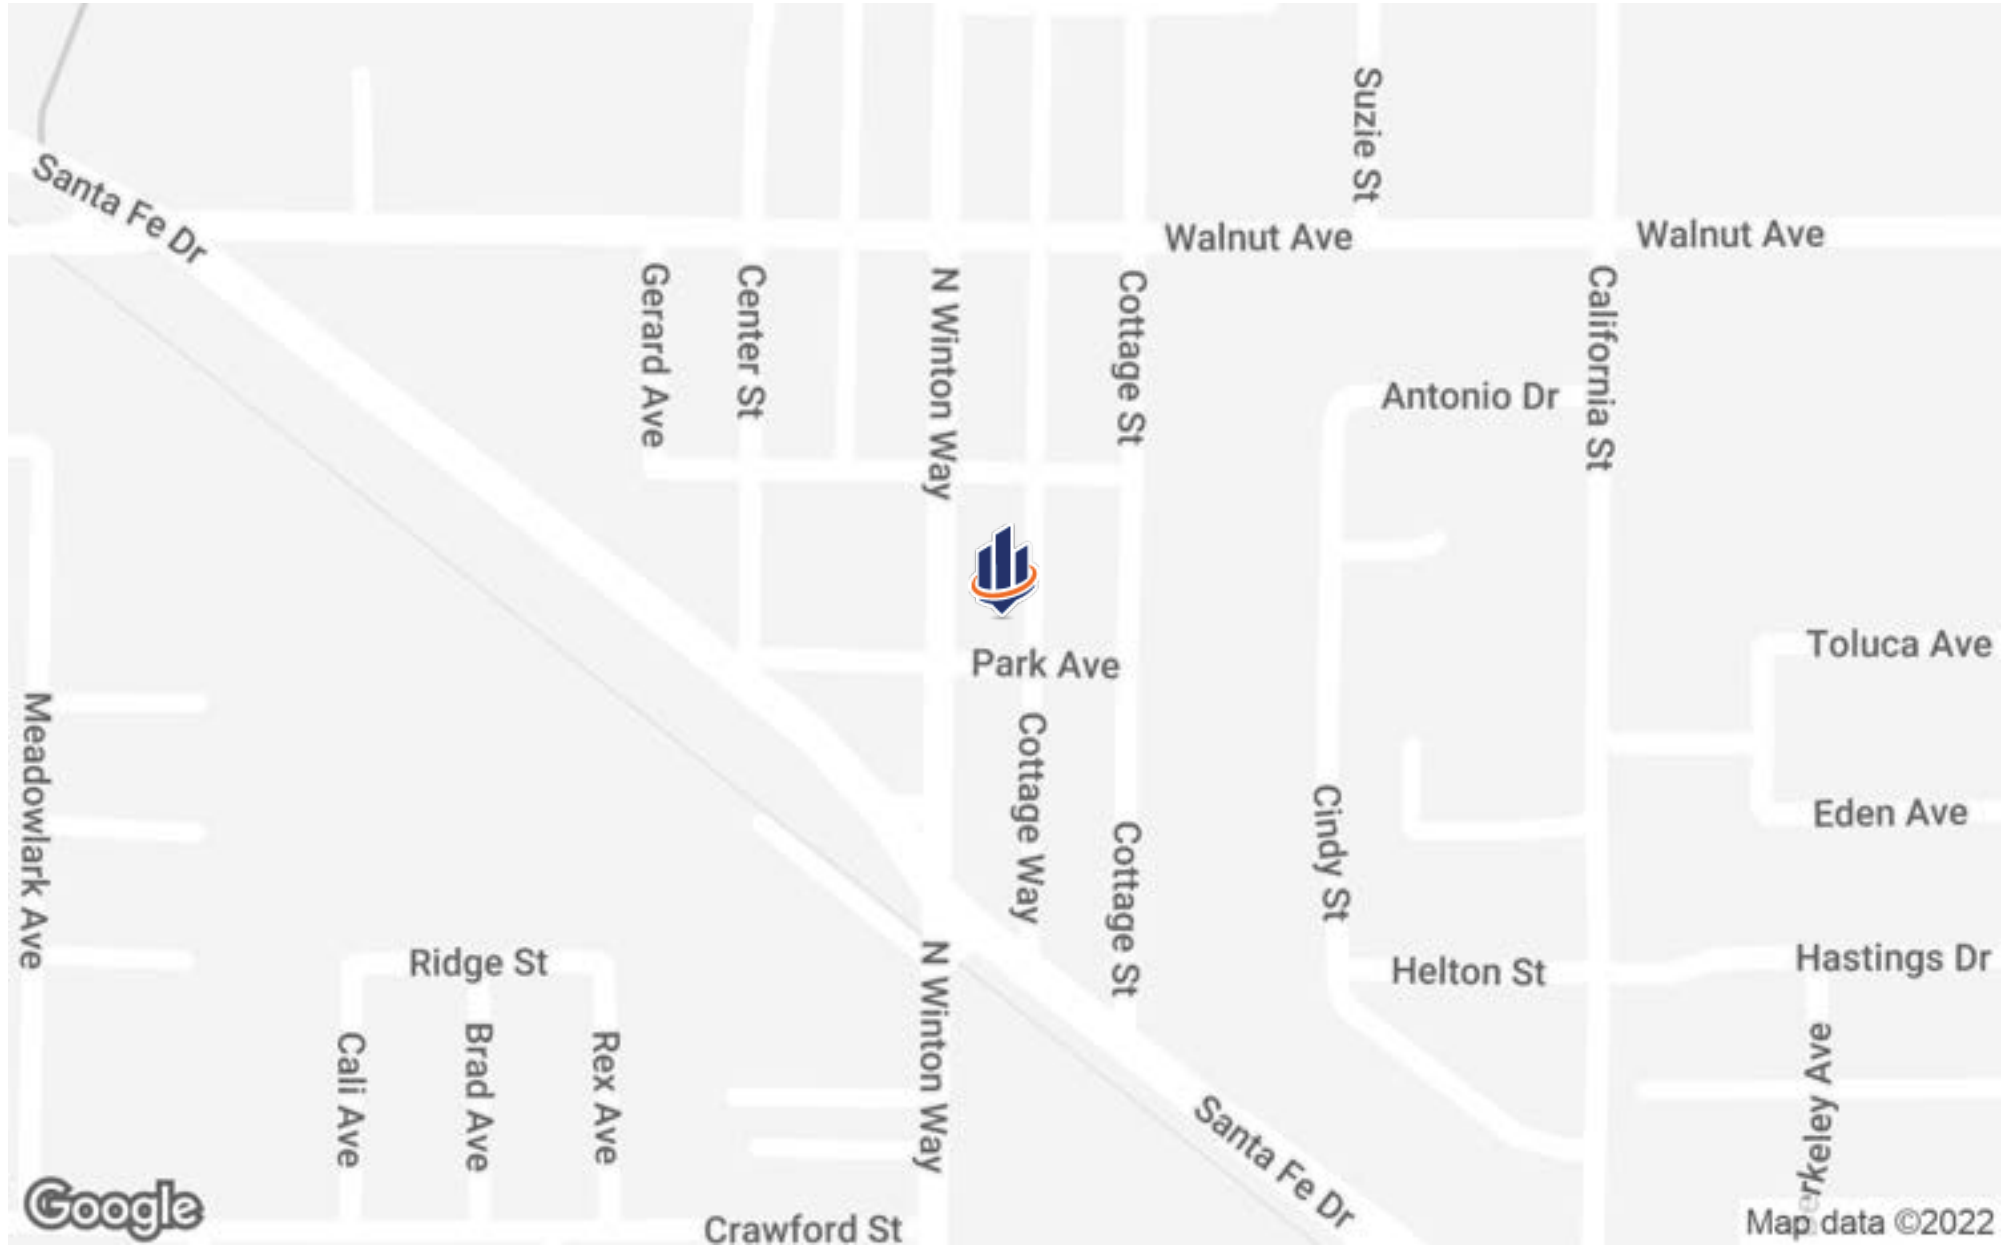 Suzie St
Santa Fe Dr
Walnut Ave
Walnut Ave
Gerard Ave
Center St
N Winton Way
Cottage St
California St
Antonio Dr
Park Ave
Toluca Ave
Meadowlark Ave
Cottage Way
Cottage St
Cindy St
Eden Ave
Ridge St
N Winton Way
Helton St
Hastings Dr
Cali Ave
Brad Ave
Rex Ave
Santa Fe Dr
erkeley Ave
Google
Crawford St
Map data ©2022